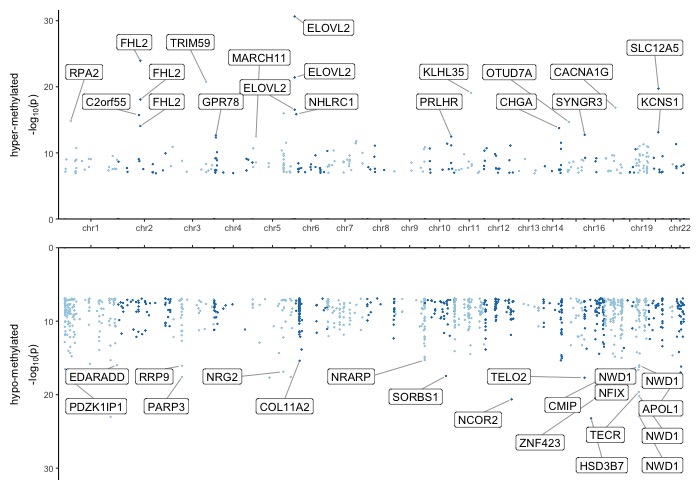 30
ELOVL2
FHL2
TRIM59
SLC12A5
MARCH11
RPA2
FHL2
ELOVL2
KLHL35
OTUD7A
CACNA1G
20
ELOVL2
C2orf55
FHL2
GPR78
NHLRC1
PRLHR
CHGA
SYNGR3
KCNS1
hyper-methylated
-log10(p)
10
0
chr1 chr2 chr3 chr4 chr5 chr6 chr7 chr8 chr9 chr10 chr11 chr12 chr13 chr14 chr16 chr19 chr22
0
10
hypo-methylated
-log10(p)
EDARADD
RRP9
NRG2
NRARP
TELO2
NWD1
NWD1
20
SORBS1
NFIX
PDZK1IP1
PARP3
COL11A2
CMIP
APOL1
NCOR2
TECR
NWD1
ZNF423
30
HSD3B7
NWD1